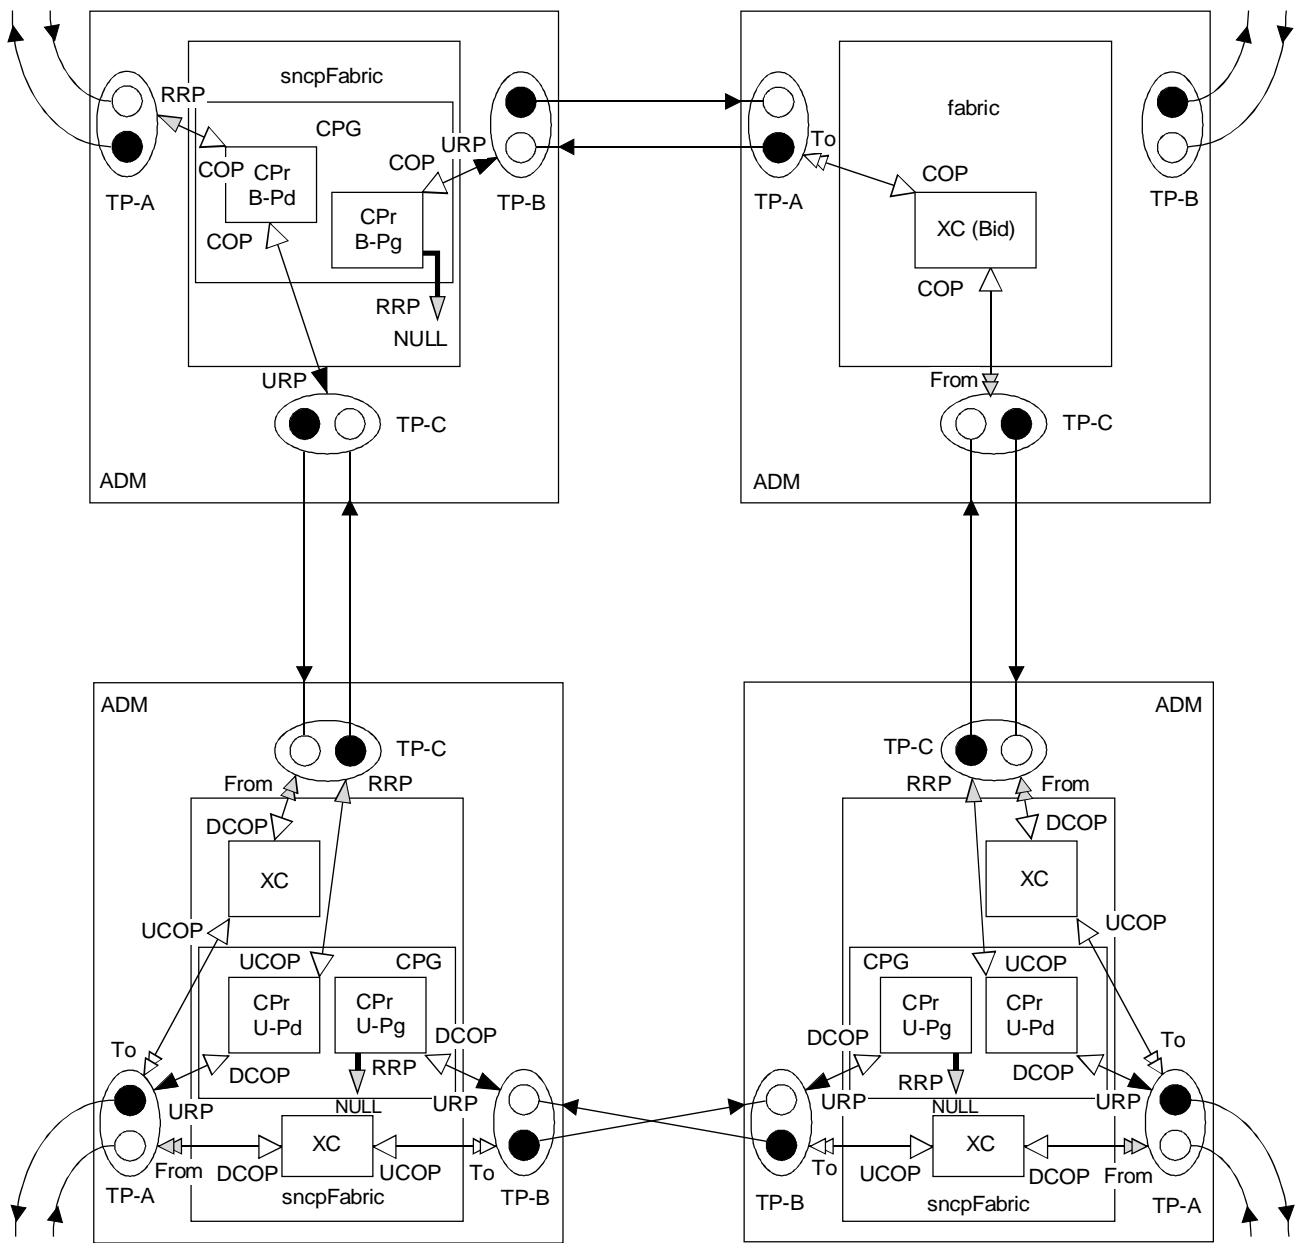 sncpFabric
RRP
CPG
URP
COP
COP
CPr
B-Pd
CPr
B-Pg
TP-A
TP-B
COP
RRP
NULL
URP
TP-C
ADM
fabric
To
COP
TP-A
TP-B
XC (Bid)
COP
From
TP-C
ADM
ADM
TP-C
From
RRP
DCOP
XC
UCOP
UCOP
CPG
CPr
U-Pd
CPr
U-Pg
DCOP
To
DCOP
RRP
URP
NULL
URP
From
XC
To
DCOP
UCOP
TP-A
sncpFabric
TP-B
ADM
TP-C
RRP
From
DCOP
XC
UCOP
CPG
UCOP
CPr
U-Pg
CPr
U-Pd
DCOP
To
RRP
DCOP
URP
NULL
URP
To
XC
From
UCOP
DCOP
TP-B
sncpFabric
TP-A